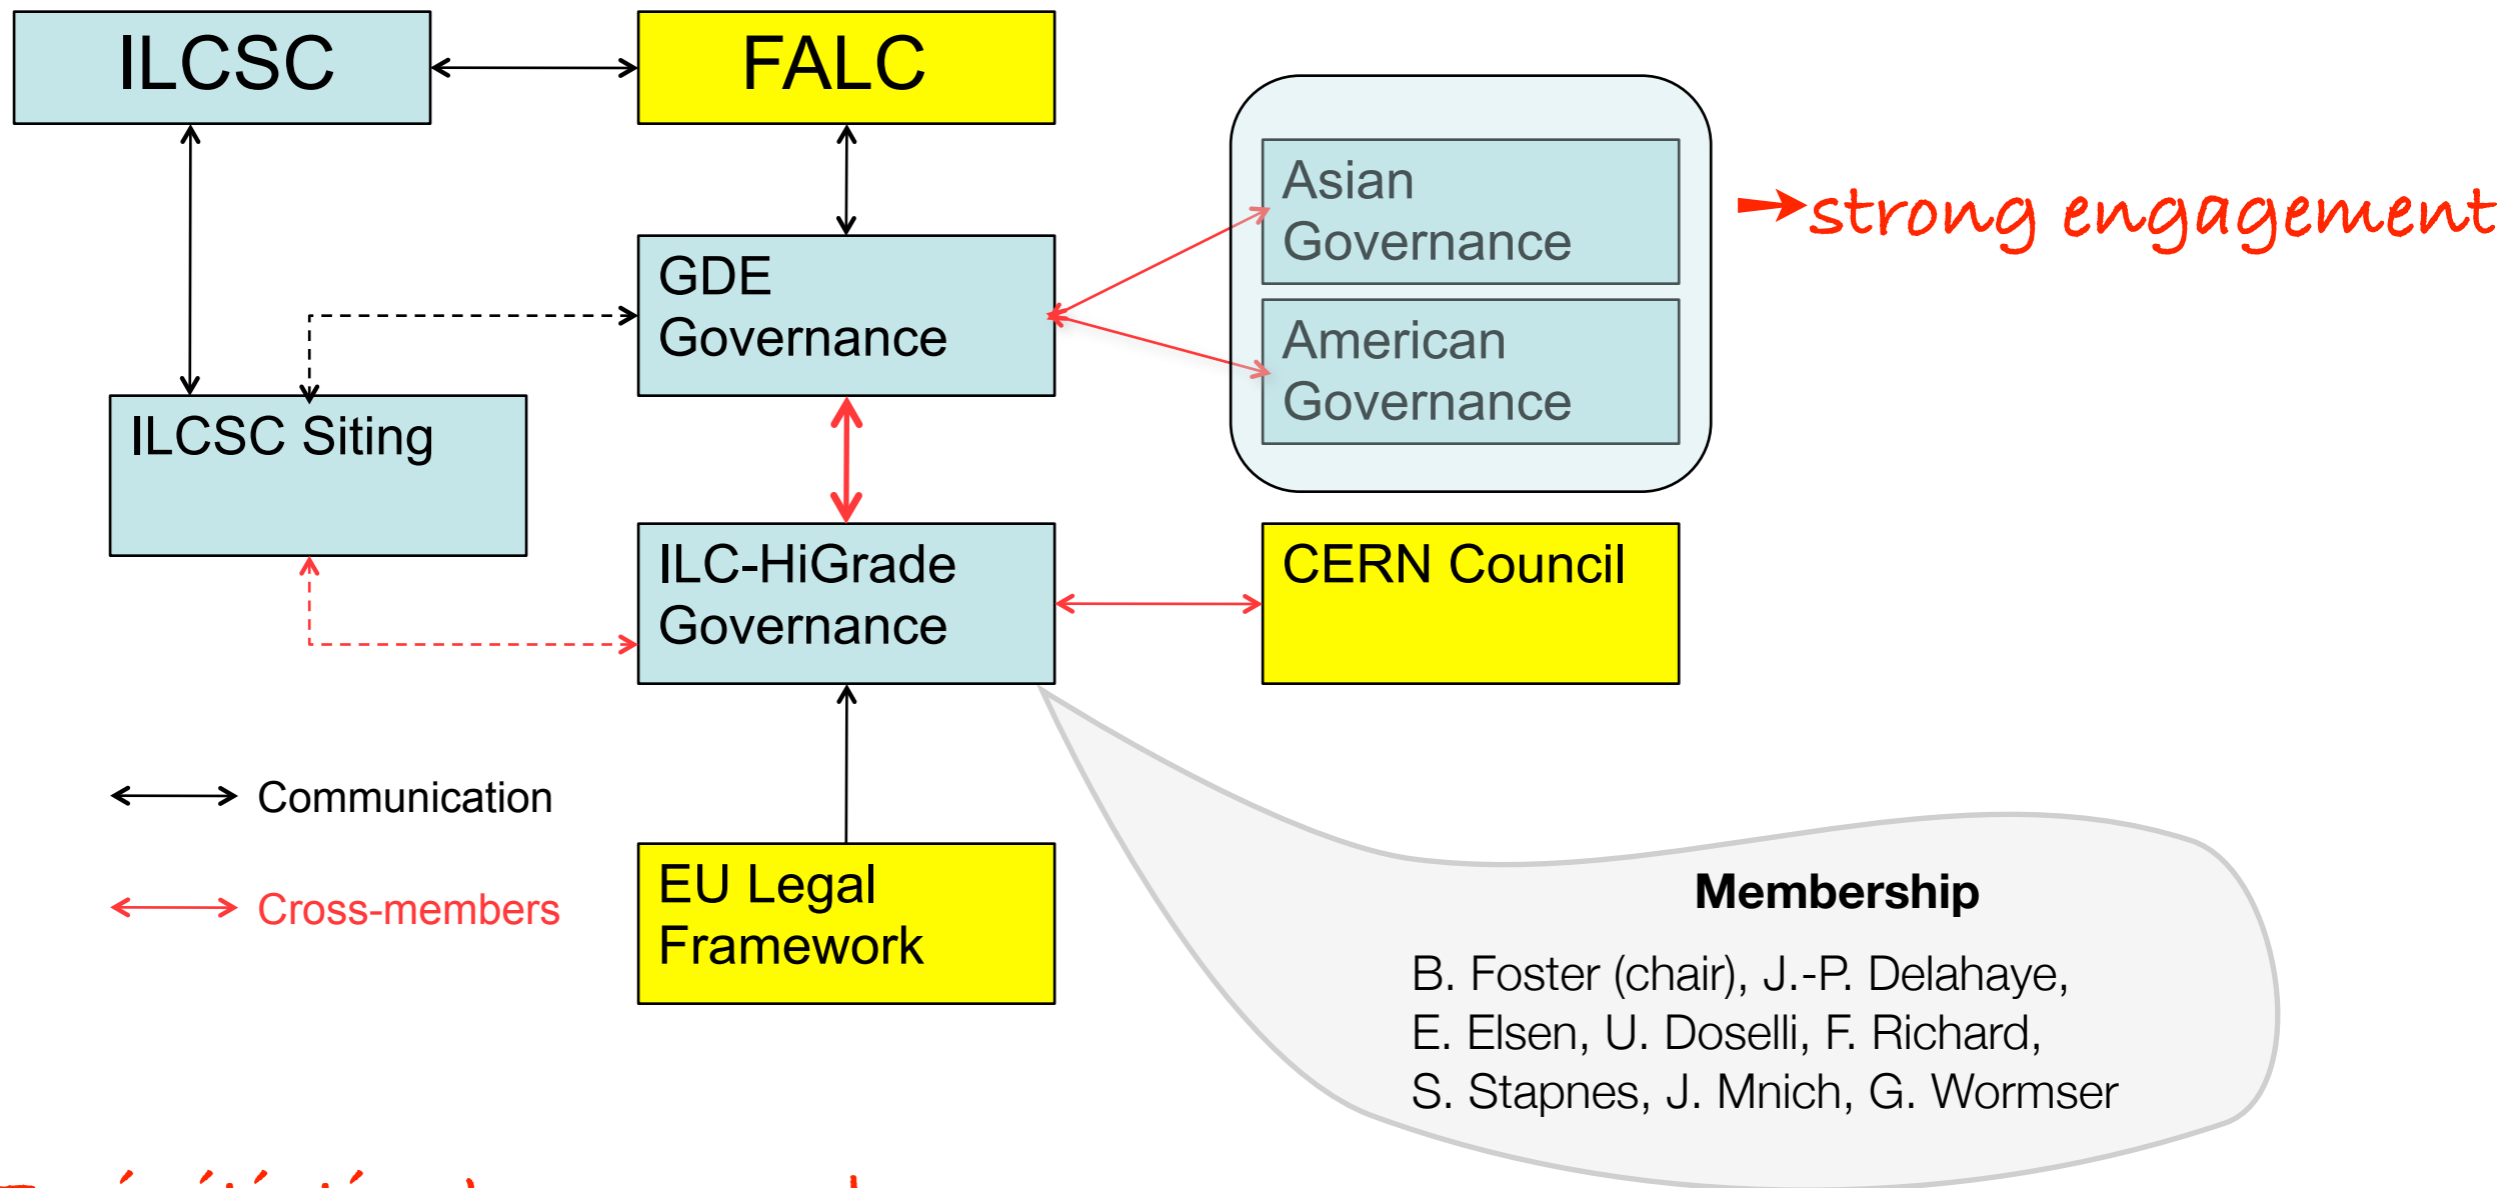 ILCSC
FALC
Asian
Governance
American
Governance
strong engagement
GDE
Governance
ILCSC Siting
ILC-HiGrade
Governance
CERN Council
Communication
Cross-members
EU Legal
Framework
Membership
B. Foster (chair), J.-P. Delahaye,
E. Elsen, U. Doselli, F. Richard,
S. Stapnes, J. Mnich, G. Wormser